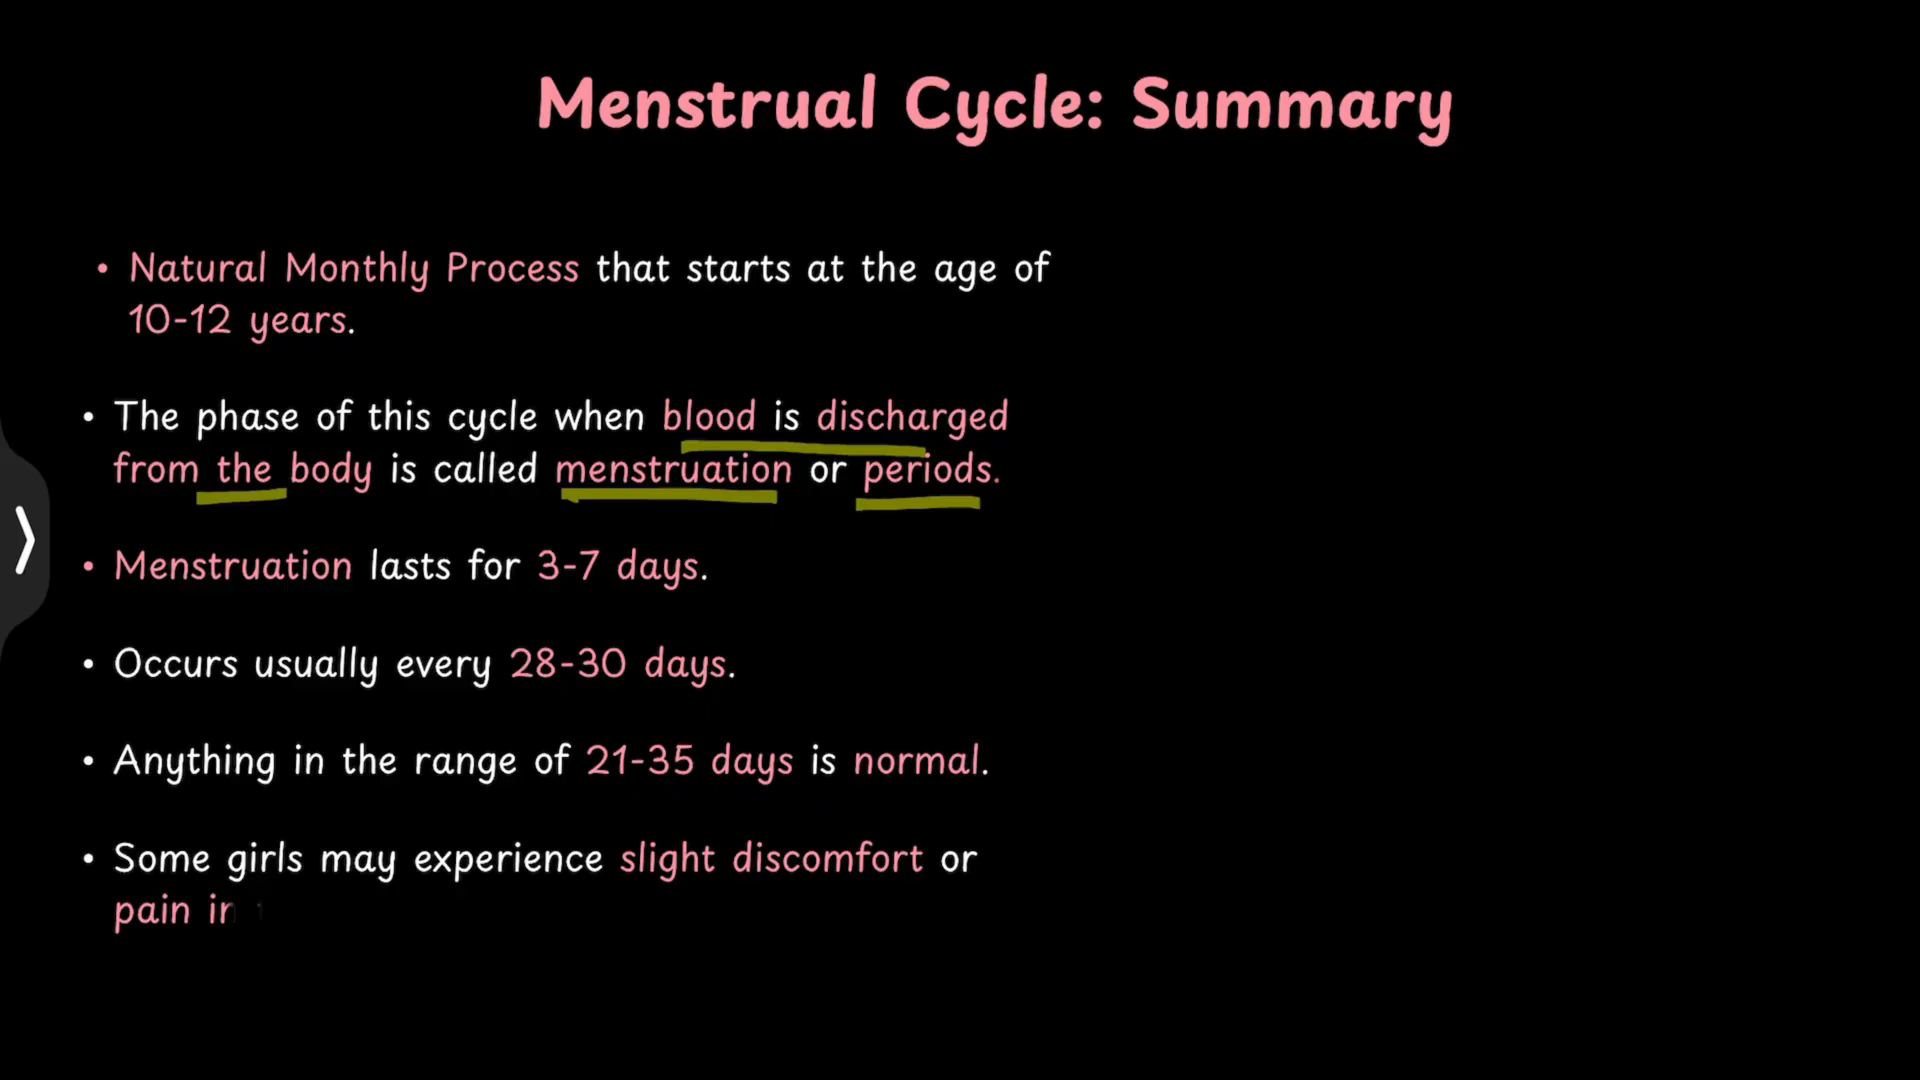 Menstrual Cycle: Summary
• Natural Monthly Process that starts at the age of
10-12 years.
• The phase of this cycle when blood is discharged
from the body is called menstruation or periods.
• Menstruation lasts for 3-7 days.
• Occurs usually every 28-30 days.
• Anything in the range of 21-35 days is normal.
• Some girls may experience slight discomfort or
pain